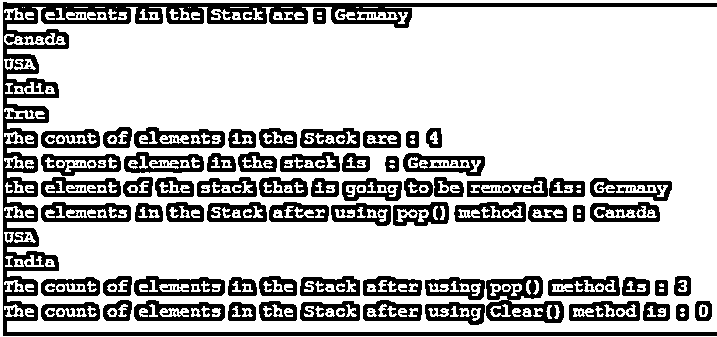 The elements in the Stack are : Germany
Canada
USA
India
True
The count of elements in the Stack are : 4
The topmost element in the stack is  : Germany
the element of the stack that is going to be removed is: Germany
The elements in the Stack after using pop() method are : Canada
USA
India
The count of elements in the Stack after using pop() method is : 3
The count of elements in the Stack after using Clear() method is : 0